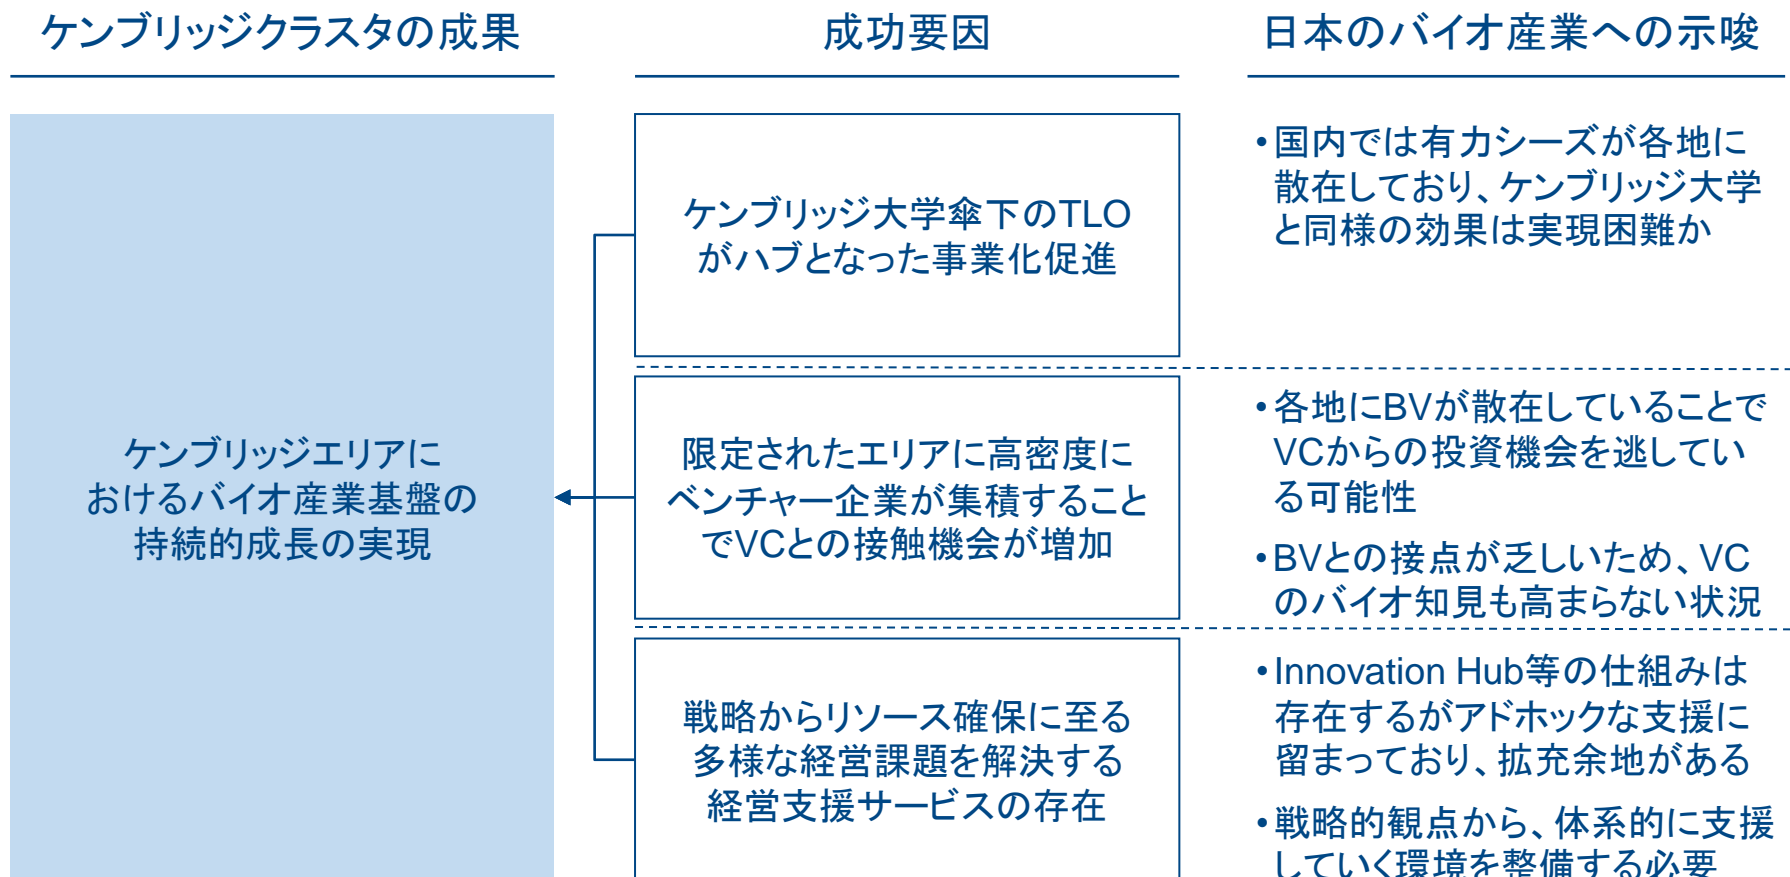 ケンブリッジクラスタの成果
成功要因
日本のバイオ産業への示唆
ケンブリッジエリアに
おけるバイオ産業基盤の
持続的成長の実現
ケンブリッジ大学傘下のTLO
がハブとなった事業化促進
・国内では有力シーズが各地に
散在しており、ケンブリッジ大学
と同様の効果は実現困難か
限定されたエリアに高密度に
ベンチャー企業が集積すること
でVCとの接触機会が増加
・各地にBVが散在していることで
VCからの投資機会を逃してい
る可能性
・BVとの接点が乏しいため、VC
のバイオ知見も高まらない状況
戦略からリソース確保に至る
多様な経営課題を解決する
経営支援サービスの存在
・Innovation Hub等の仕組みは
存在するがアドホックな支援に
留まっており、拡充余地がある
・戦略的観点から、体系的に支援
していく環境を整備する必要